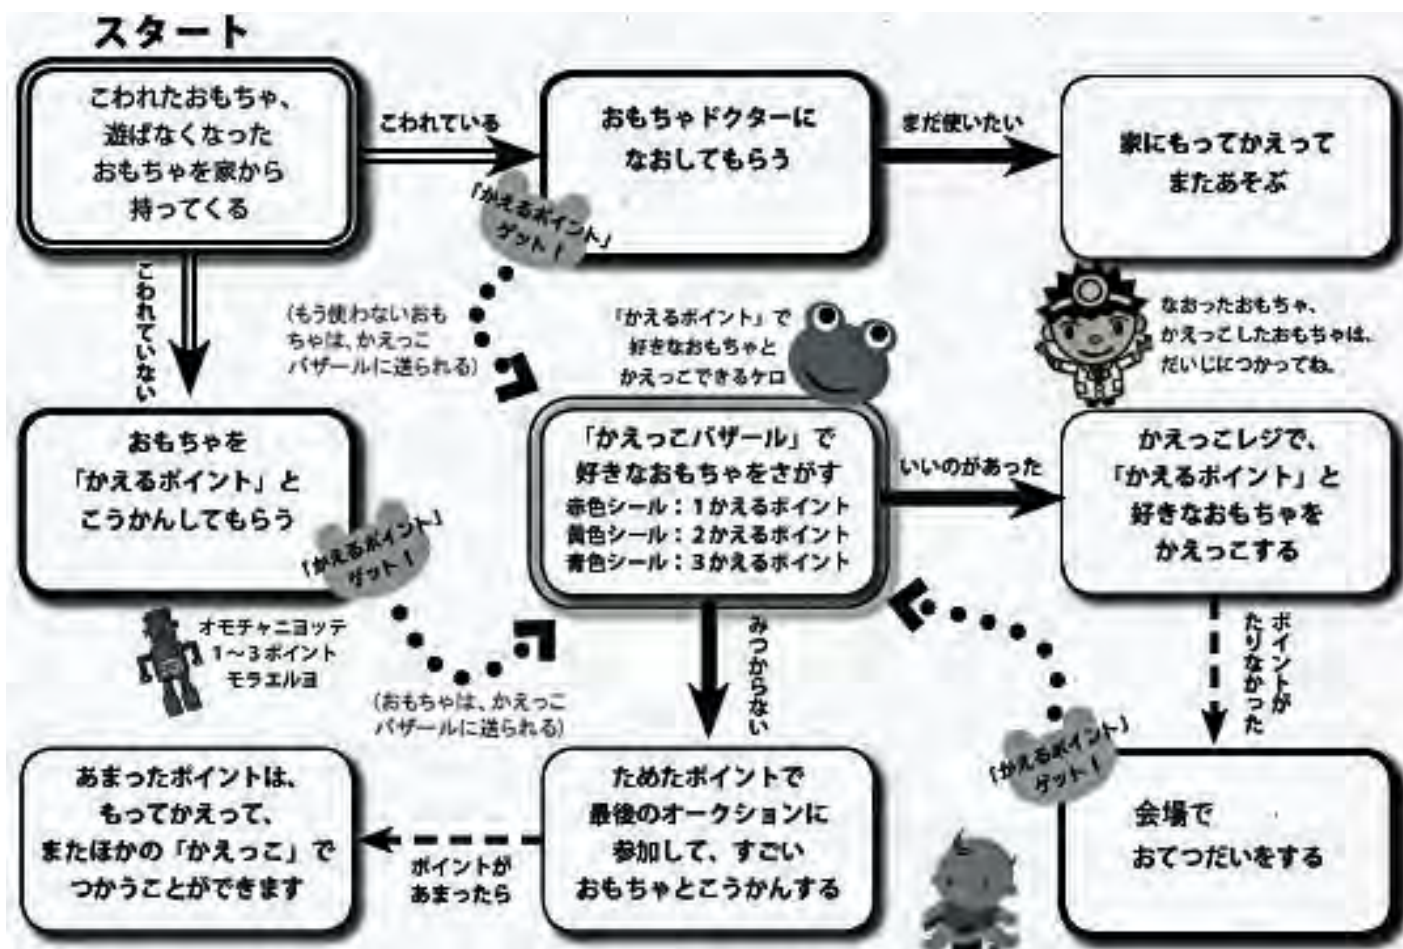 スタート
こわれたおもちゃ、
遊ばなくなった
おもちゃを家から
持ってくる
こわれている
おもちゃドクターに
なおしてもらう
まだ使いたい
家にもってかえって
またあそぶ
「かえるポイント」
ゲット！
こわれていない
(もう使わないおも
ちゃは、かえっこ
バザールに送られる)
「かえるポイント」で
好きなおもちゃと
かえっこできるケロ
なおったおもちゃ、
かえっこしたおもちゃは、
だいじにつかってね。
おもちゃを
「かえるポイント」と
こうかんしてもらう
「かえるポイント」
ゲット！
「かえっこバザール」で
好きなおもちゃをさがす
赤色シール：1かえるポイント
黄色シール：2かえるポイント
青色シール：3かえるポイント
いいのがあった
かえっこレジで、
「かえるポイント」と
好きなおもちゃを
かえっこする
オモチャニヨッテ
1～3ポイント
モラエルヨ
(おもちゃは、かえっこ
バザールに送られる)
みつからない
ポイントが
たりなかった
あまったポイントは、
もってかえって、
またほかの「かえっこ」で
つかうことができます
ポイントが
あまったら
ためたポイントで
最後のオークションに
参加して、すごい
おもちゃとこうかんする
「かえるポイント」
ゲット！
会場で
おてつだいをする